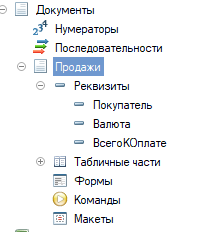 Документы
Нумераторы
Последовательности
Продажи
Реквизиты
Покупатель
Валюта
ВсегоКОплате
Табличные части
Формы
Команды
Макеты